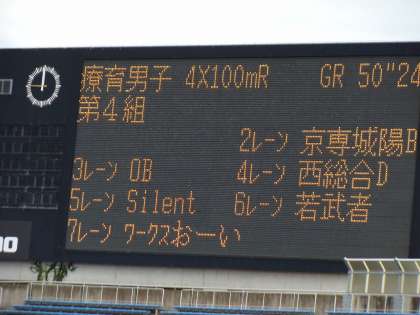 療育男子 4X100mR GR 50"24
第4組
2レーン 京専城陽B
3レーン OB 4レーン 西総合D
5レーン Silent 6レーン 若武者
7レーン ワークスおーい